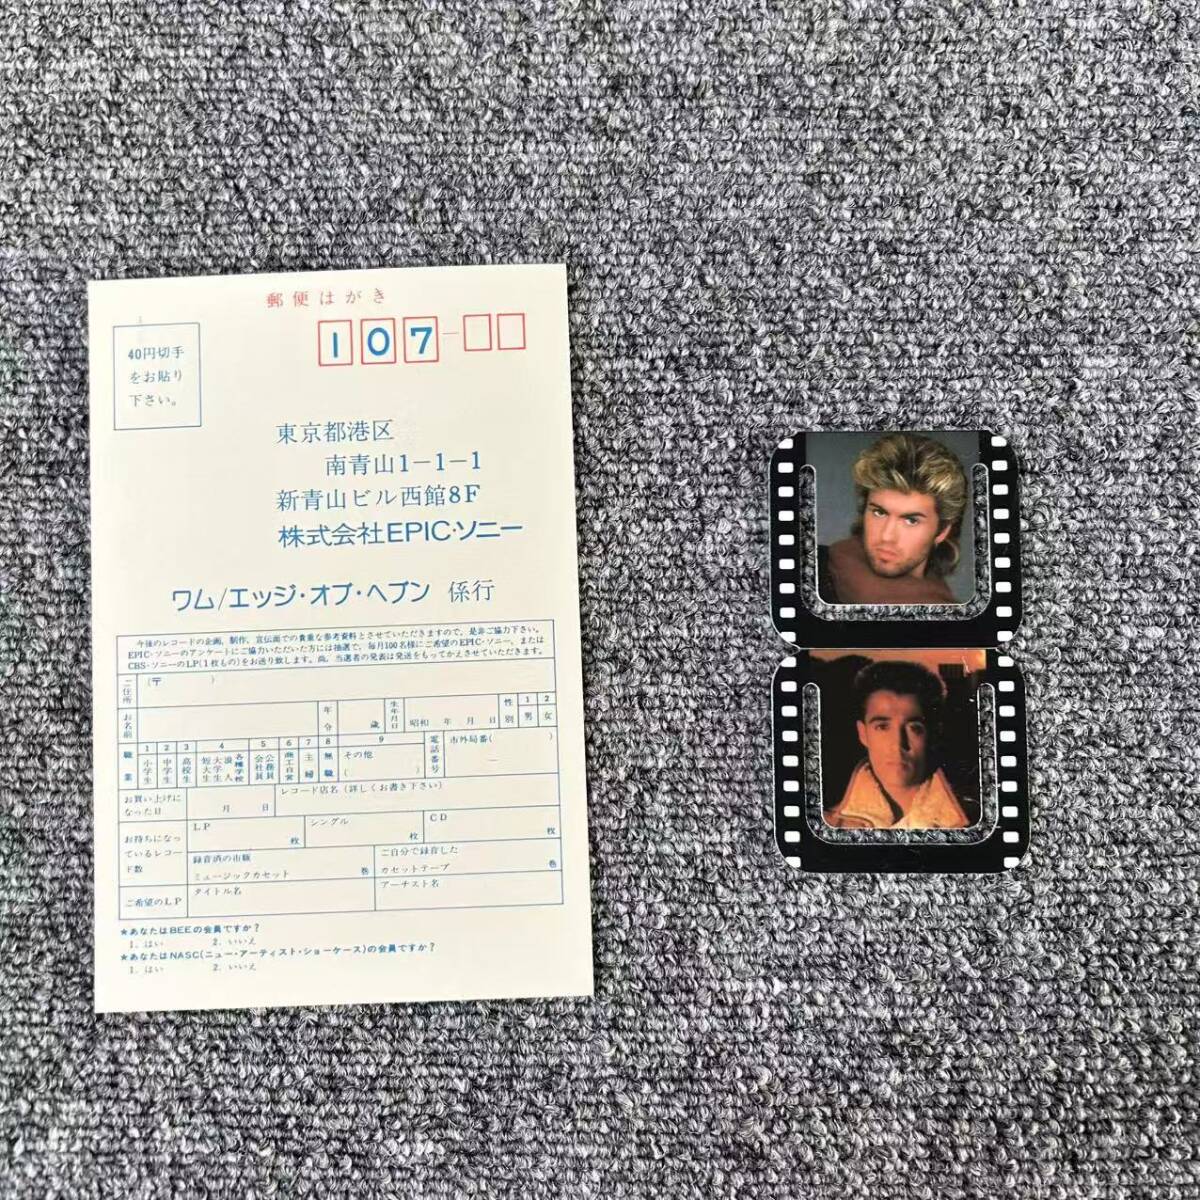 郵便はがき
40円切手
をお貼り
下さい。
107-
東京都港区
南青山1-1-1
新青山ビル西館8F
株式会社EPIC・ソニー
ワム/エッジ・オブ・ヘブン 係行
今後のレコードの企画、制作、宣伝面での貴重な参考資料とさせていただきますので、是非ご協力下さい。
EPIC・ソニーのアンケートにご協力いただいた方には抽選で、毎月100名様にご希望のEPIC・ソニー、または
CBS・ソニーのLP(1枚もの)をお送り致します。尚、当選者の発表は発送をもってかえさせていただきます。
ご住所 (〒 )
お名前 年令 歳 生年月日 昭和 年 月 日 性別 1 男 2 女
職業 1 小学生 2 中学生 3 高校生 4 短大生 大学生 浪人 各種学校 5 会社員 公務員 6 商工自営 7 主婦 8 無職 9 その他 ( ) 電話番号 市外局番( ) —
お買い上げになった日 月 日 レコード店名(詳しくお書き下さい)
お持ちになっているレコード数 LP 枚 シングル 枚 CD 枚
録音済の市販ミュージックカセット 巻 ご自分で録音したカセットテープ 巻
ご希望のLP タイトル名 アーチスト名
★あなたはBEEの会員ですか?
1. はい 2. いいえ
★あなたはNASC(ニュー・アーティスト・ショーケース)の会員ですか?
1. はい 2. いいえ